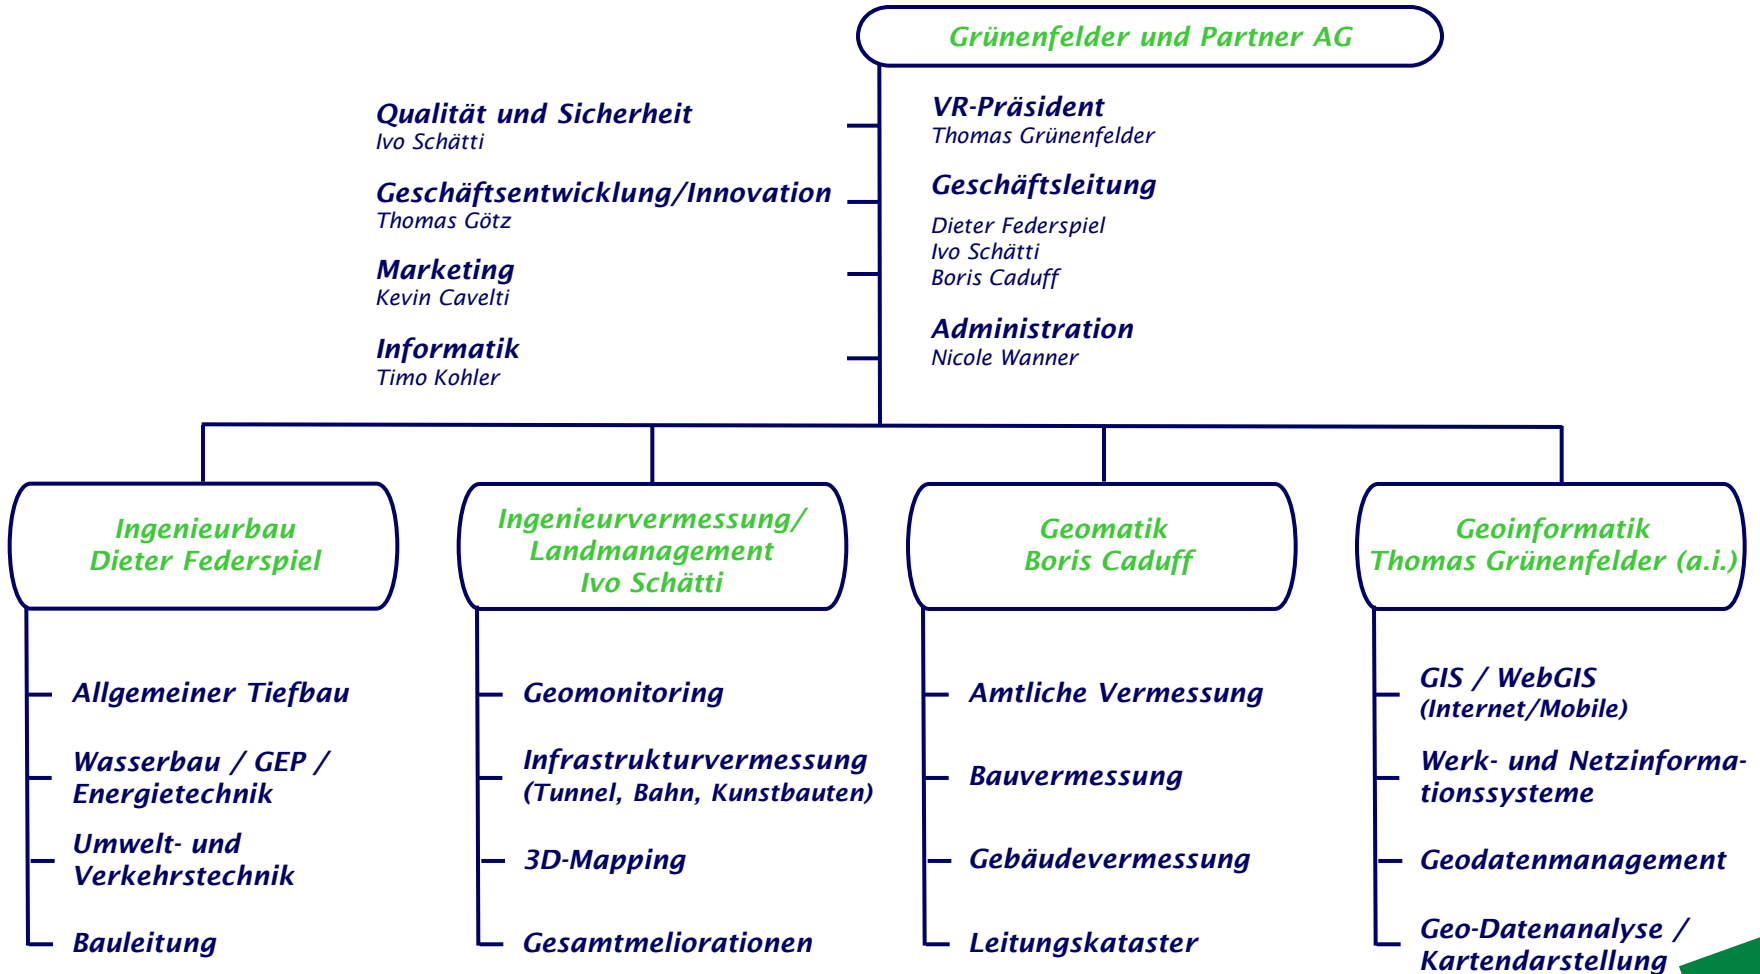 Grünenfelder und Partner AG
Qualität und Sicherheit
Ivo Schätti
Geschäftsentwicklung/Innovation
Thomas Götz
Marketing
Kevin Cavelti
Informatik
Timo Kohler
VR-Präsident
Thomas Grünenfelder
Geschäftsleitung
Dieter Federspiel
Ivo Schätti
Boris Caduff
Administration
Nicole Wanner
Ingenieurbau
Dieter Federspiel
Allgemeiner Tiefbau
Wasserbau / GEP /
Energietechnik
Umwelt- und
Verkehrstechnik
Bauleitung
Ingenieurvermessung/
Landmanagement
Ivo Schätti
Geomonitoring
Infrastrukturvermessung
(Tunnel, Bahn, Kunstbauten)
3D-Mapping
Gesamtmeliorationen
Geomatik
Boris Caduff
Amtliche Vermessung
Bauvermessung
Gebäudevermessung
Leitungskataster
Geoinformatik
Thomas Grünenfelder (a.i.)
GIS / WebGIS
(Internet/Mobile)
Werk- und Netzinforma-
tionssysteme
Geodatenmanagement
Geo-Datenanalyse /
Kartendarstellung